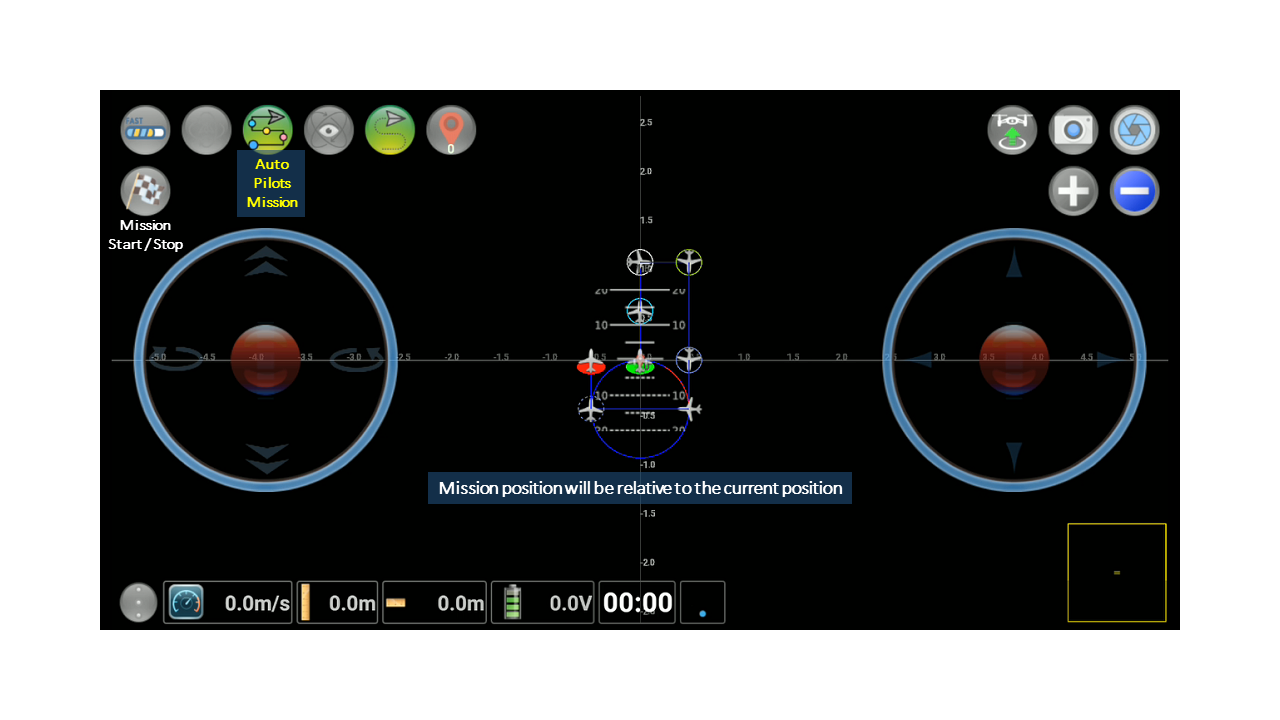 FAST
0
Auto
Pilots
Mission
Mission
Start / Stop
2.5
2.0
1.5
20 20
10 10
-5.0 -4.5 -4.0 -3.5 -3.0 -2.5 -2.0 -1.5 -1.0 1.0 1.5 2.0 3.0 3.5 4.0 5.0
10 10
-0.5
20 20
-1.0
Mission position will be relative to the current position
-1.5
-2.0
0.0m/s 0.0m 0.0m 0.0V 00:00